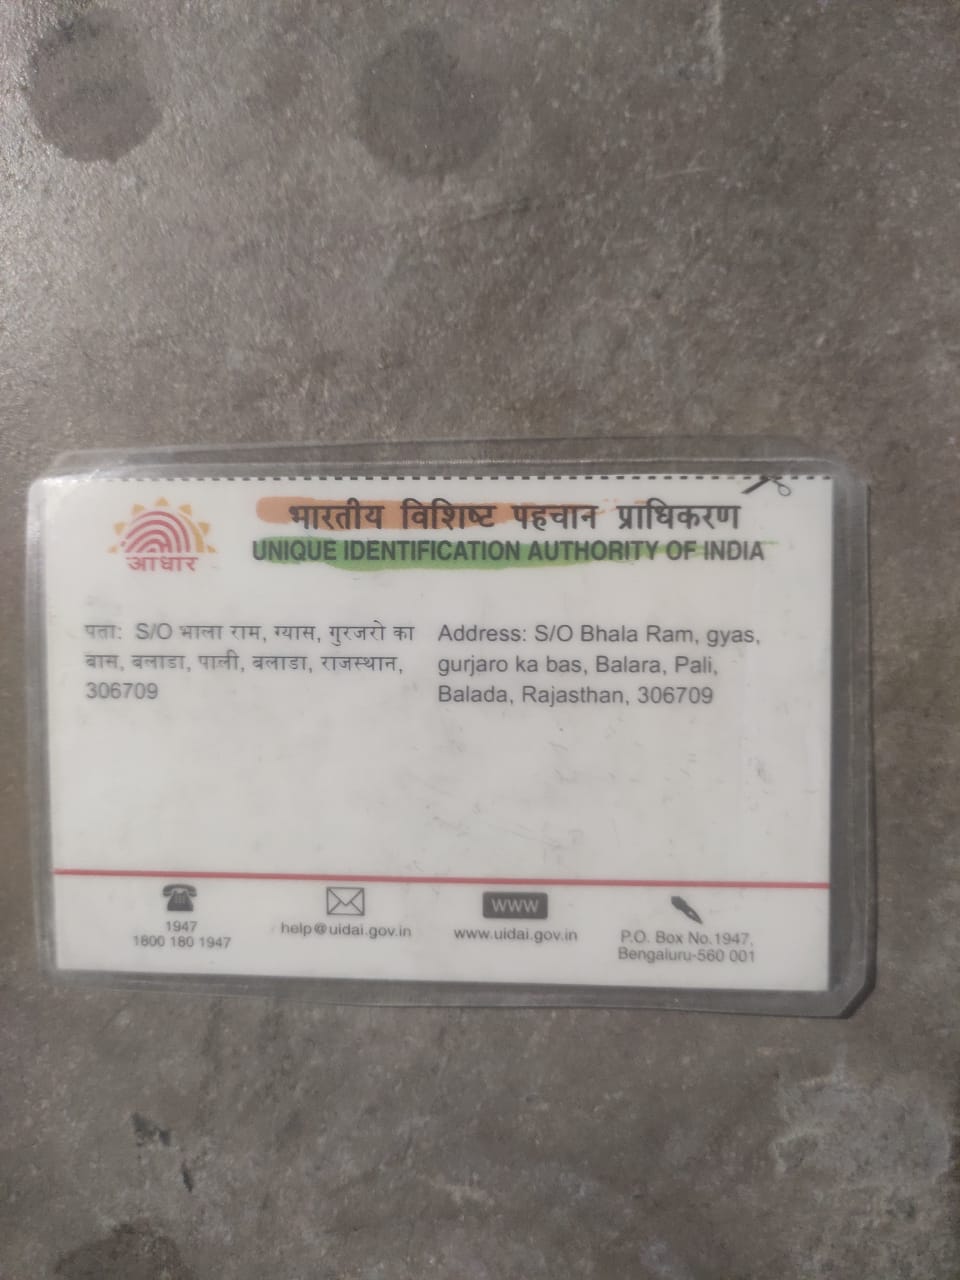 आधार
भारतीय विशिष्ट पहचान प्राधिकरण
UNIQUE IDENTIFICATION AUTHORITY OF INDIA
पता: S/O भाला राम, ग्यास, गुरजरो का
बास, बलाडा, पाली, बलाडा, राजस्थान,
306709
Address: S/O Bhala Ram, gyas,
gurjaro ka bas, Balara, Pali,
Balada, Rajasthan, 306709
1947
1800 180 1947
help@uidai.gov.in
WWW
www.uidai.gov.in
P.O. Box No.1947,
Bengaluru-560 001